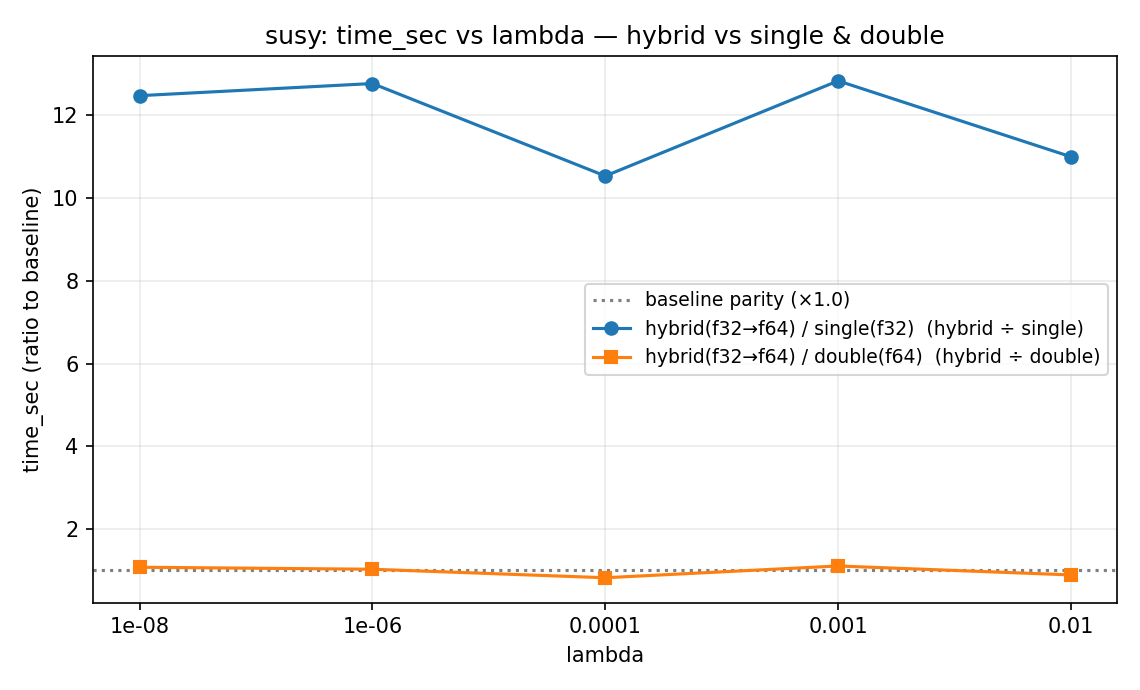 susy: time_sec vs lambda — hybrid vs single & double
time_sec (ratio to baseline)
12
10
8
6
4
2
baseline parity (×1.0)
hybrid(f32→f64) / single(f32)  (hybrid ÷ single)
hybrid(f32→f64) / double(f64)  (hybrid ÷ double)
1e-08
1e-06
0.0001
0.001
0.01
lambda